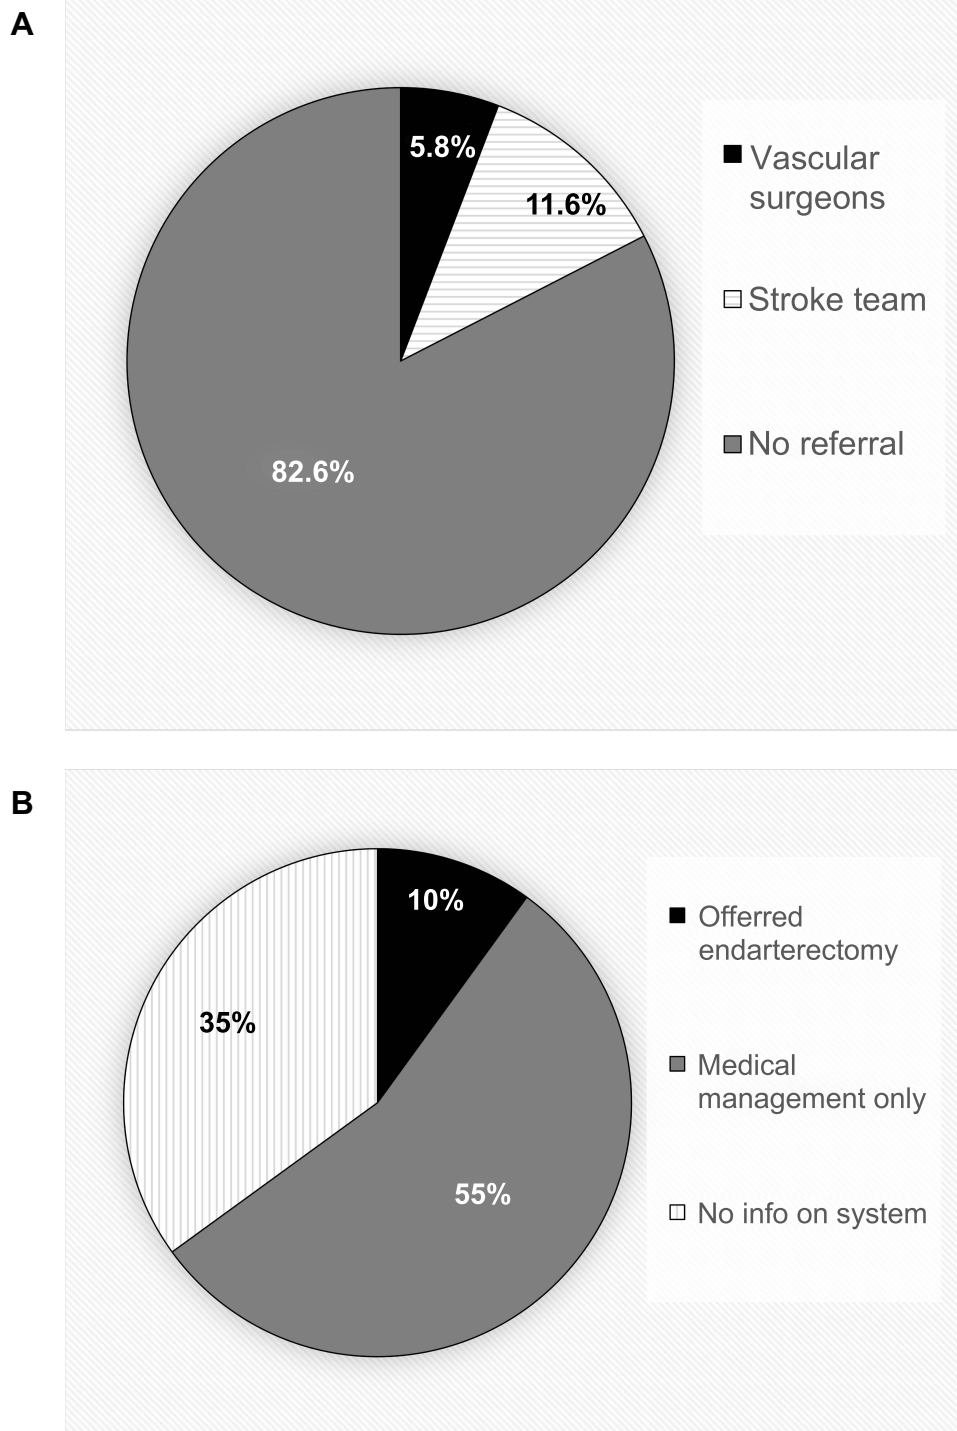 A
5.8%
11.6%
82.6%
Vascular
surgeons
Stroke team
No referral
B
10%
35%
55%
Offerred
endarterectomy
Medical
management only
No info on system